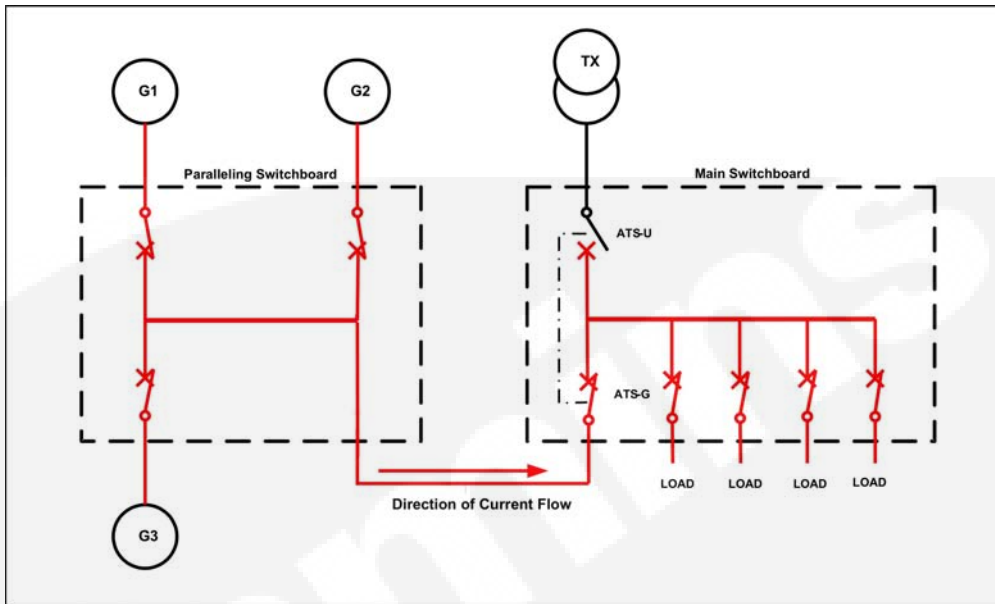 G1
G2
TX
Paralleling Switchboard
Main Switchboard
ATS-U
ATS-G
LOAD
LOAD
LOAD
LOAD
Direction of Current Flow
G3